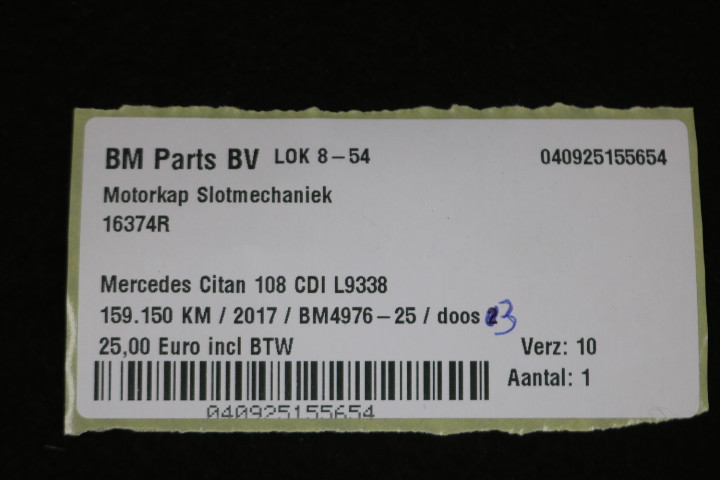 BM Parts BV LOK 8-54 040925155654
Motorkap Slotmechaniek
16374R
Mercedes Citan 108 CDI L9338
159.150 KM / 2017 / BM4976-25 / doos 3
25,00 Euro incl BTW Verz: 10
Aantal: 1
040925155654